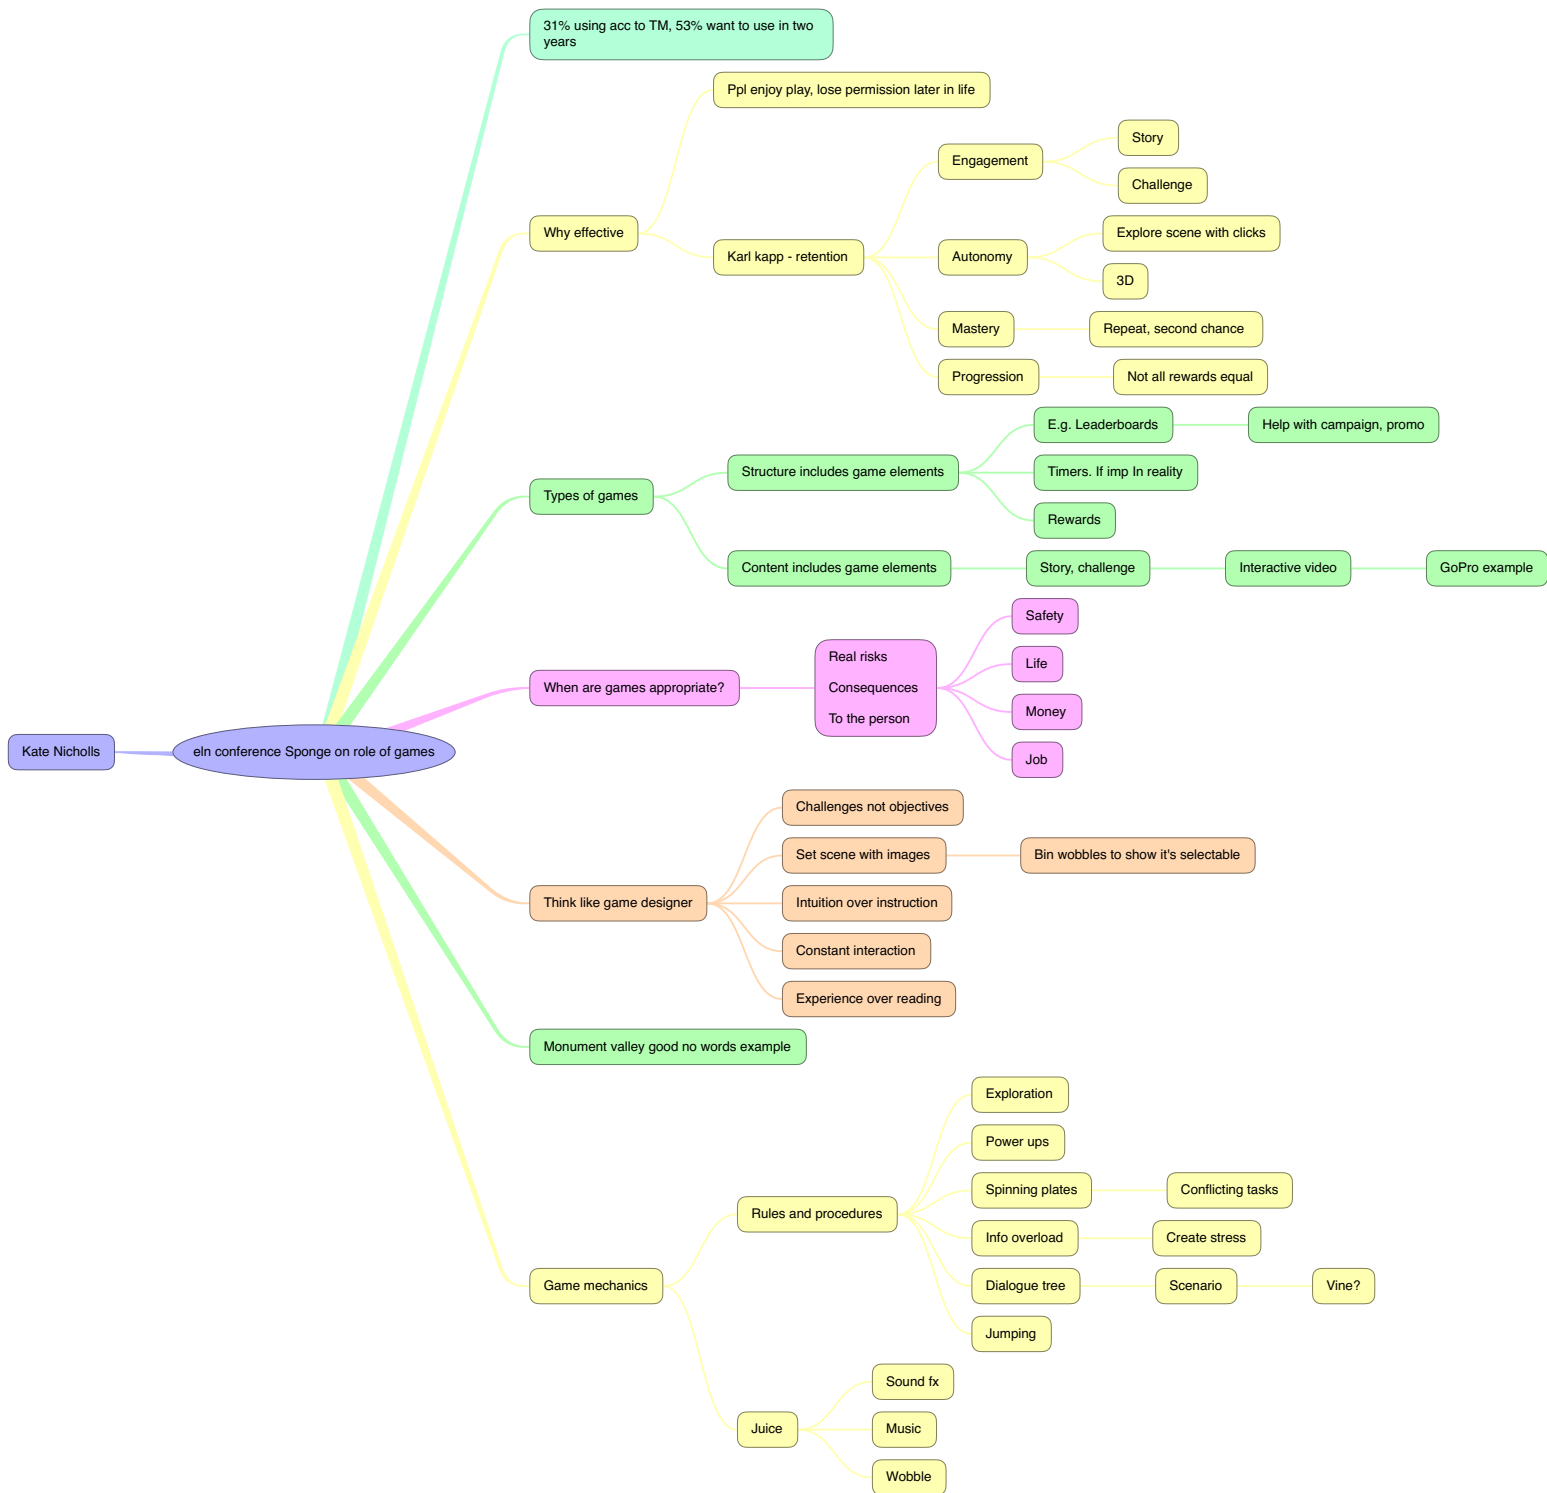 31% using acc to TM, 53% want to use in two
years
Ppl enjoy play, lose permission later in life
Story
Engagement
Challenge
Why effective
Explore scene with clicks
Karl kapp - retention
Autonomy
3D
Mastery
Repeat, second chance
Progression
Not all rewards equal
E.g. Leaderboards
Help with campaign, promo
Structure includes game elements
Timers. If imp In reality
Types of games
Rewards
Content includes game elements
Story, challenge
Interactive video
GoPro example
Safety
Real risks
Life
When are games appropriate?
Consequences
Money
To the person
Job
Kate Nicholls
eln conference Sponge on role of games
Challenges not objectives
Set scene with images
Bin wobbles to show it's selectable
Think like game designer
Intuition over instruction
Constant interaction
Experience over reading
Monument valley good no words example
Exploration
Power ups
Spinning plates
Conflicting tasks
Rules and procedures
Info overload
Create stress
Game mechanics
Dialogue tree
Scenario
Vine?
Jumping
Sound fx
Juice
Music
Wobble